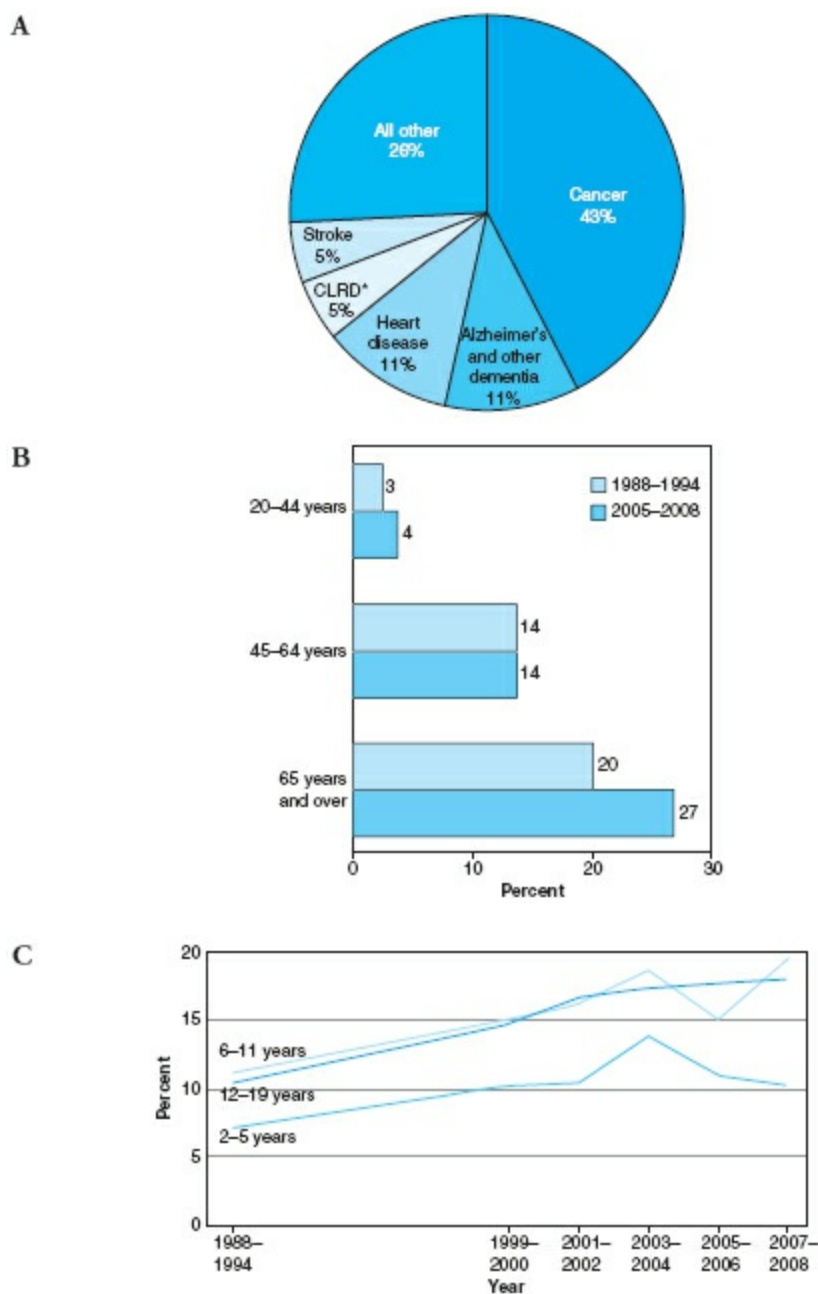 A
All other
26%
Cancer
43%
Stroke
5%
CLRD*
5%
Heart
disease
11%
Alzheimer's
and other
dementia
11%
B
1988–1994
2005–2008
20–44 years
3
4
45–64 years
14
14
65 years
and over
20
27
0 10 20 30
Percent
C
20
15
10
5
0
Percent
6–11 years
12–19 years
2–5 years
1988–
1994
1999–
2000
2001–
2002
2003–
2004
2005–
2006
2007–
2008
Year